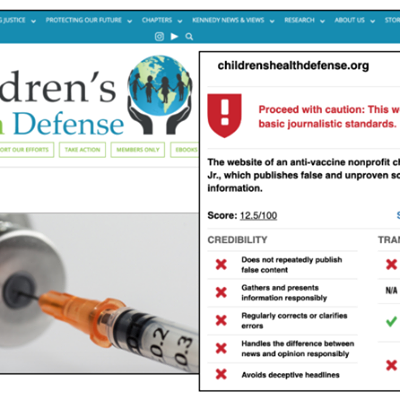 JUSTICE PROTECTING OUR FUTURE CHAPTERS KENNEDY NEWS & VIEWS RESEARCH ABOUT US STOR
dren's
Defense
ORT OUR EFFORTS TAKE ACTION MEMBERS ONLY EBOOKS
0.2
0.3
childrenshealthdefense.org
Proceed with caution: This we
basic journalistic standards.
The website of an anti-vaccine nonprofit ch
Jr., which publishes false and unproven sc
information.
Score: 12.5/100
CREDIBILITY TRA
Does not repeatedly publish
false content
Gathers and presents
information responsibly
N/A
Regularly corrects or clarifies
errors
Handles the difference between
news and opinion responsibly
Avoids deceptive headlines